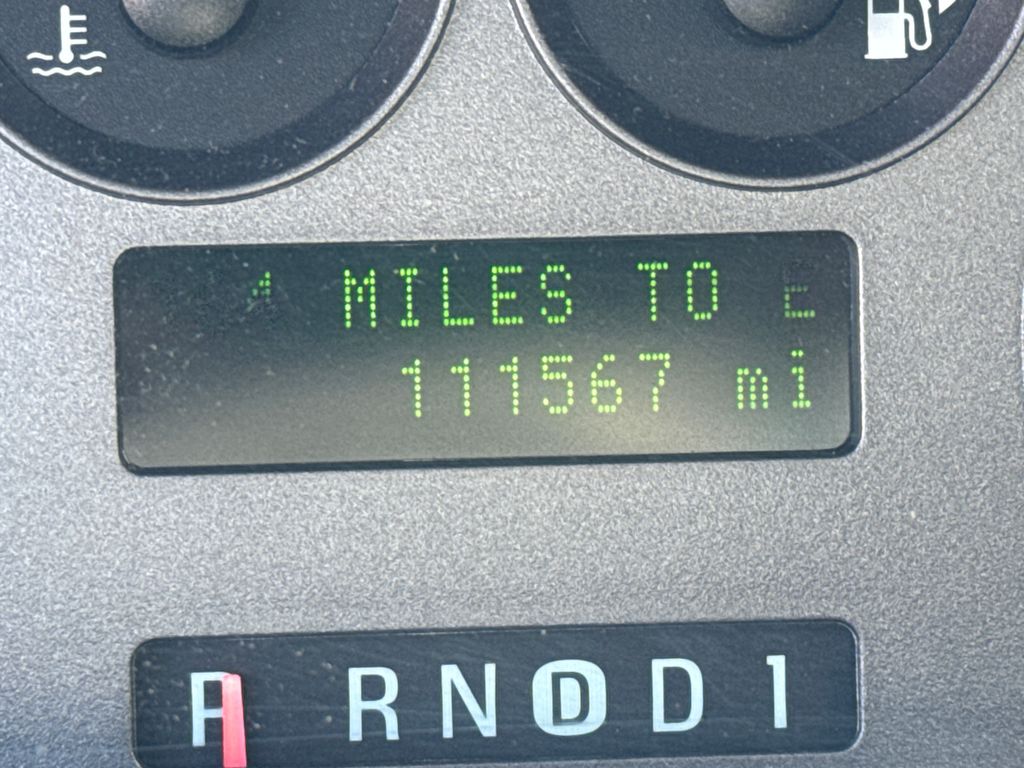 MILES TO E
111567 mi
P R N D D 1